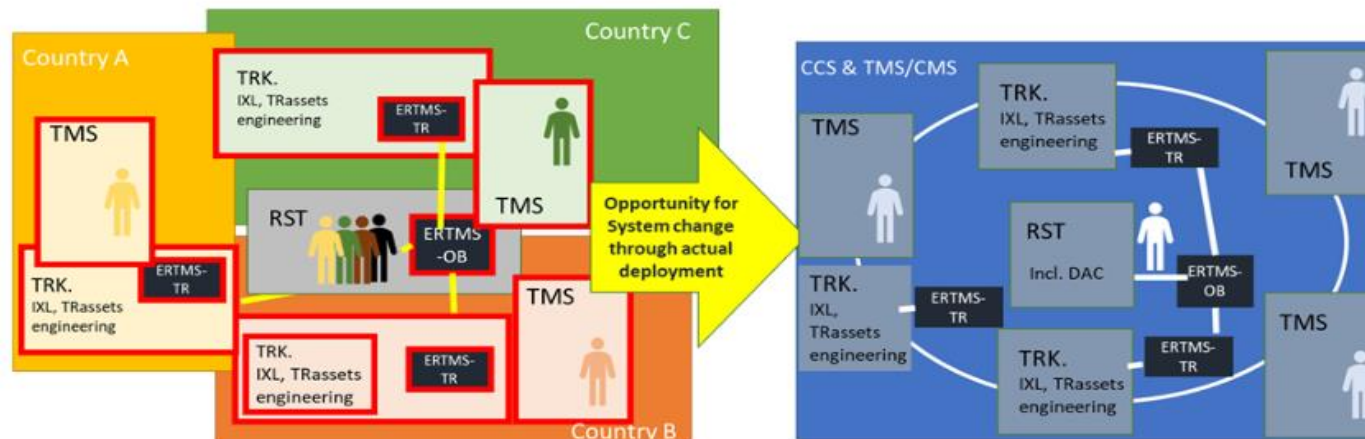 Country A
Country C
TRK.
IXL, TRassets
engineering
ERTMS-
TR
TMS
TMS
RST
ERTMS
-OB
TRK.
IXL, TRassets
engineering
ERTMS-
TR
TMS
TRK.
IXL, TRassets
engineering
ERTMS-
TR
Country B
Opportunity for
System change
through actual
deployment
CCS & TMS/CMS
TMS
TRK.
IXL, TRassets
engineering
ERTMS-
TR
TMS
RST
Incl. DAC
ERTMS-
OB
TRK.
IXL,
TRassets
engineering
ERTMS-
TR
TRK.
IXL, TRassets
engineering
ERTMS-
TR
TMS